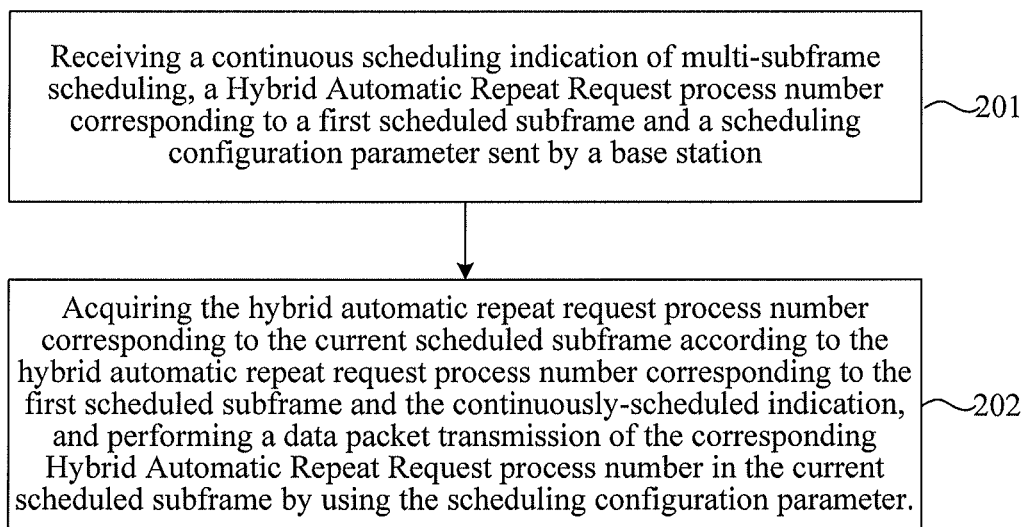 Receiving a continuous scheduling indication of multi-subframe
scheduling, a Hybrid Automatic Repeat Request process number
corresponding to a first scheduled subframe and a scheduling
configuration parameter sent by a base station
201
Acquiring the hybrid automatic repeat request process number
corresponding to the current scheduled subframe according to the
hybrid automatic repeat request process number corresponding to the
first scheduled subframe and the continuously-scheduled indication,
and performing a data packet transmission of the corresponding
Hybrid Automatic Repeat Request process number in the current
scheduled subframe by using the scheduling configuration parameter.
202